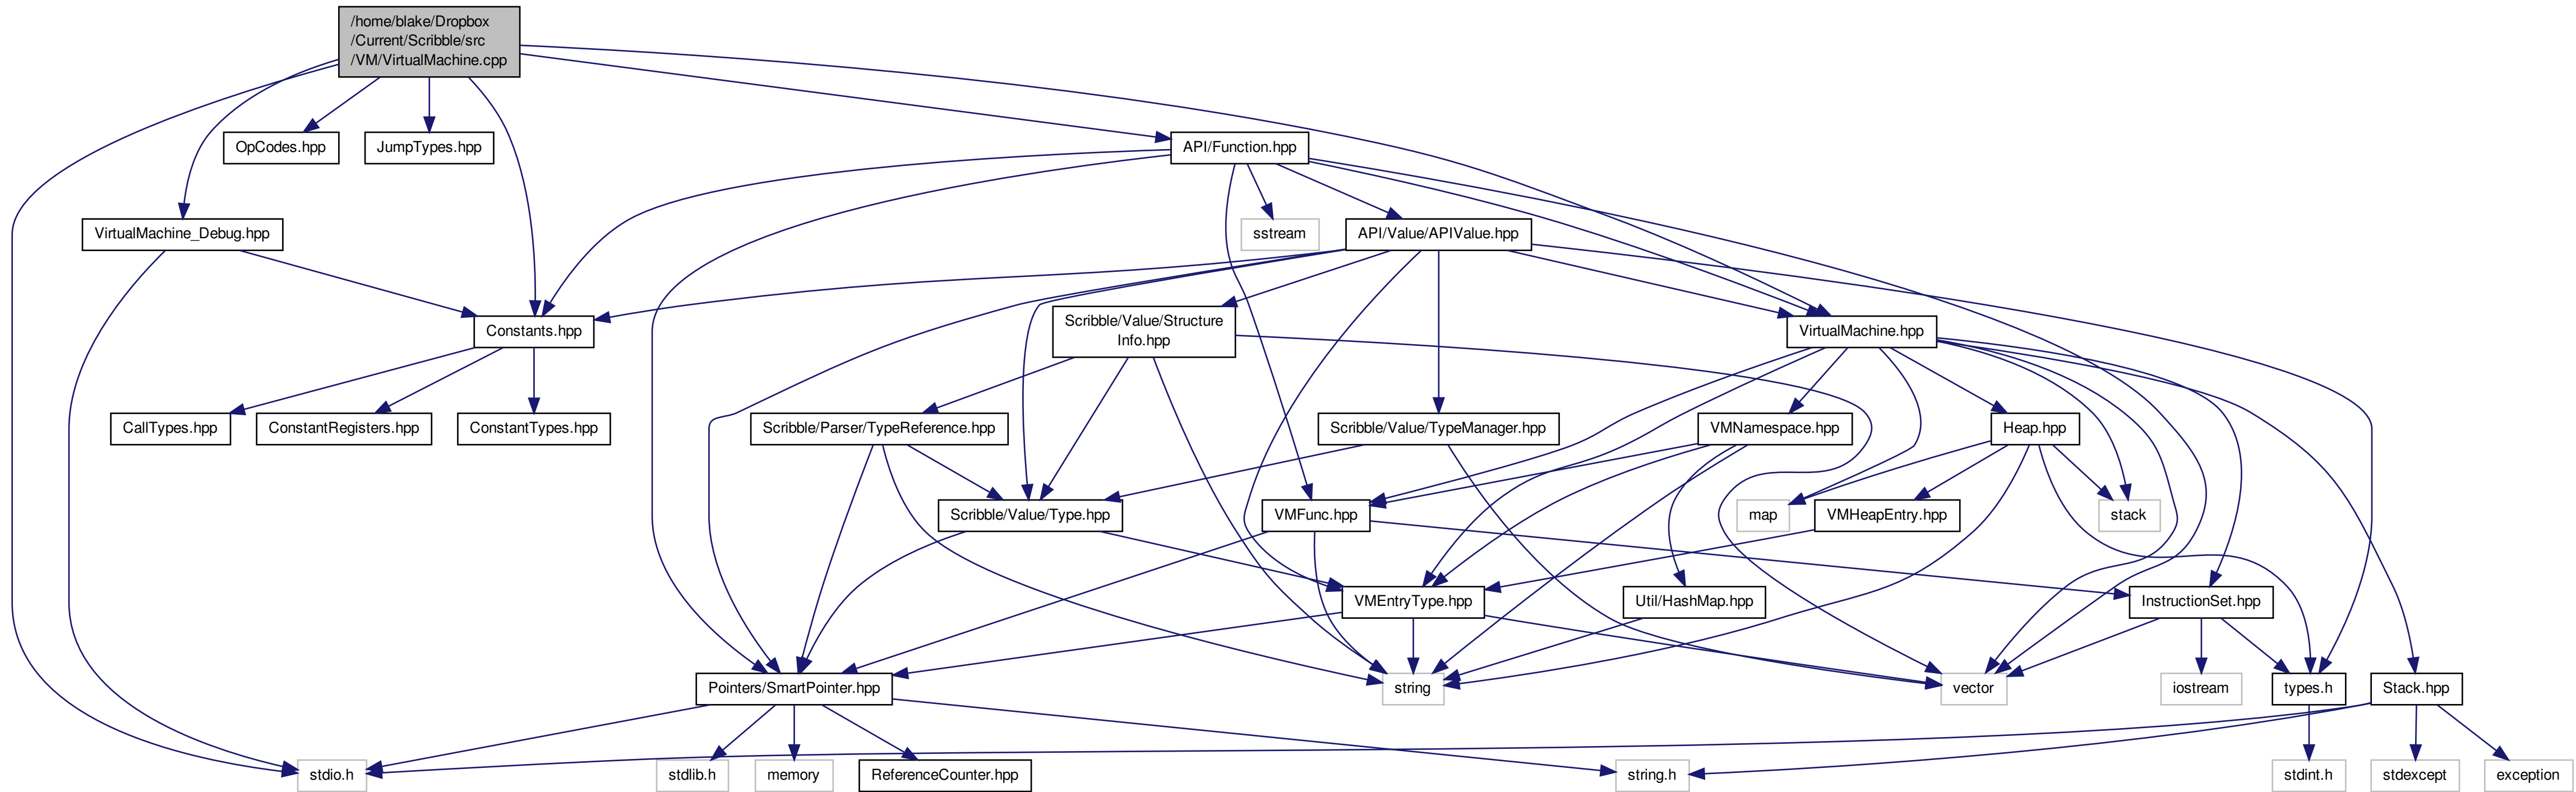 /home/blake/Dropbox
/Current/Scribble/src
/VM/VirtualMachine.cpp
OpCodes.hpp
JumpTypes.hpp
API/Function.hpp
VirtualMachine_Debug.hpp
sstream
API/Value/APIValue.hpp
Constants.hpp
Scribble/Value/Structure
Info.hpp
VirtualMachine.hpp
CallTypes.hpp
ConstantRegisters.hpp
ConstantTypes.hpp
Scribble/Parser/TypeReference.hpp
Scribble/Value/TypeManager.hpp
VMNamespace.hpp
Heap.hpp
Scribble/Value/Type.hpp
VMFunc.hpp
map
VMHeapEntry.hpp
stack
VMEntryType.hpp
Util/HashMap.hpp
InstructionSet.hpp
Pointers/SmartPointer.hpp
string
vector
iostream
types.h
Stack.hpp
stdio.h
stdlib.h
memory
ReferenceCounter.hpp
string.h
stdint.h
stdexcept
exception